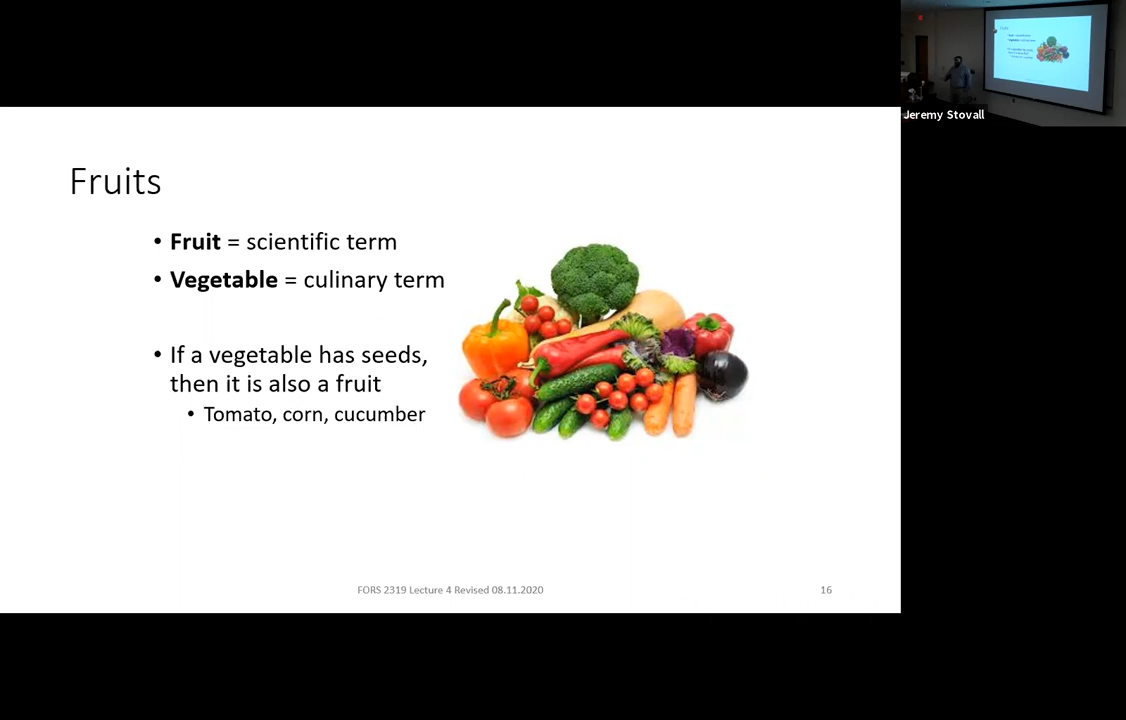 Jeremy Stovall
Fruits
• Fruit = scientific term
• Vegetable = culinary term
• If a vegetable has seeds,
then it is also a fruit
• Tomato, corn, cucumber
FORS 2319 Lecture 4 Revised 08.11.2020
16